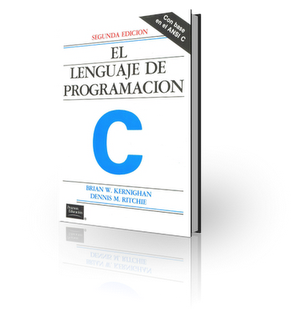 Con base
en el ANSI C
SEGUNDA EDICION
EL
LENGUAJE DE
PROGRAMACION
C
BRIAN W. KERNIGHAN
DENNIS M. RITCHIE